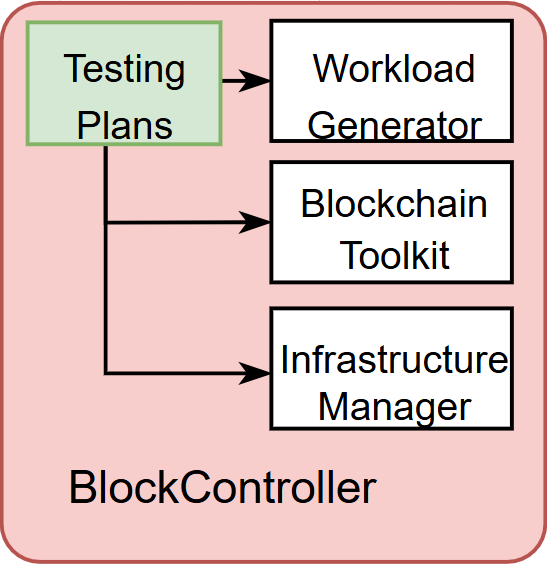 Testing
Plans
Workload
Generator
Blockchain
Toolkit
Infrastructure
Manager
BlockController